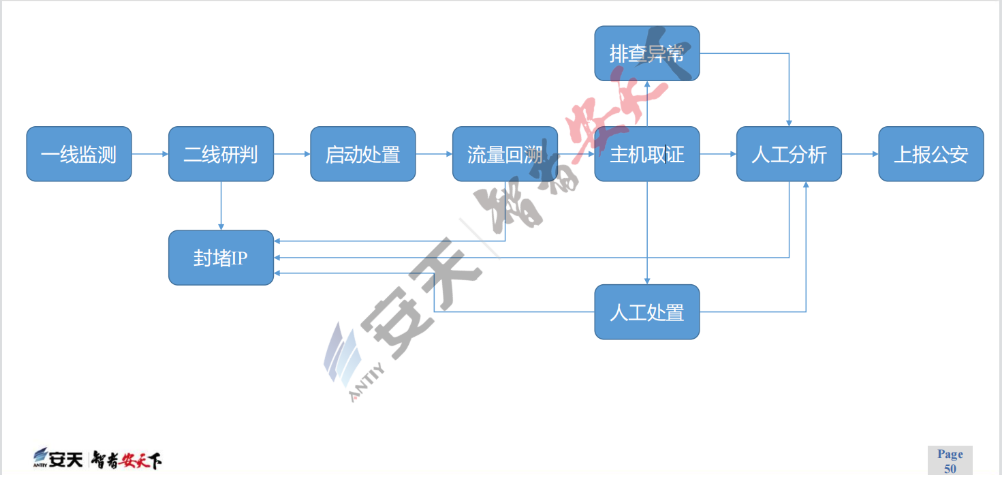 排查异常
一线监测
二线研判
启动处置
流量回溯
主机取证
人工分析
上报公安
封堵IP
人工处置
安天
ANTIY
智者安天下
安天
ANTIY
智者安天下
Page
50